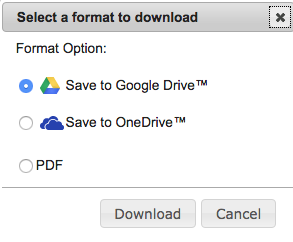 Select a format to download
Format Option:
Save to Google Drive™
Save to OneDrive™
PDF
Download Cancel